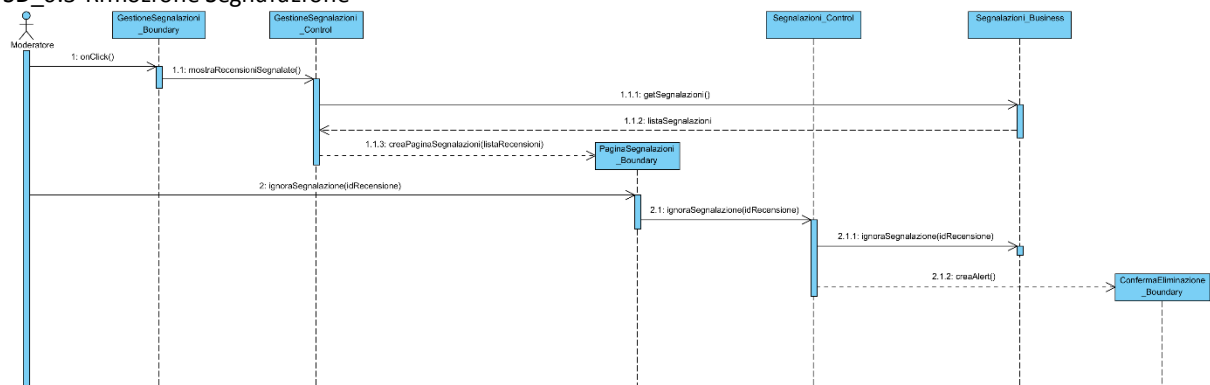 SD_6.3 Rimozione Segnalazione
GestioneSegnalazioni
_Boundary
GestioneSegnalazioni
_Control
Segnalazioni_Control
Segnalazioni_Business
Moderatore
1: onClick()
1.1: mostraRecensioniSegnalate()
1.1.1: getSegnalazioni()
1.1.2: listaSegnalazioni
1.1.3: creaPaginaSegnalazioni(listaRecensioni)
PaginaSegnalazioni
_Boundary
2: ignoraSegnalazione(idRecensione)
2.1: ignoraSegnalazione(idRecensione)
2.1.1: ignoraSegnalazione(idRecensione)
2.1.2: creaAlert()
ConfermaEliminazione
_Boundary